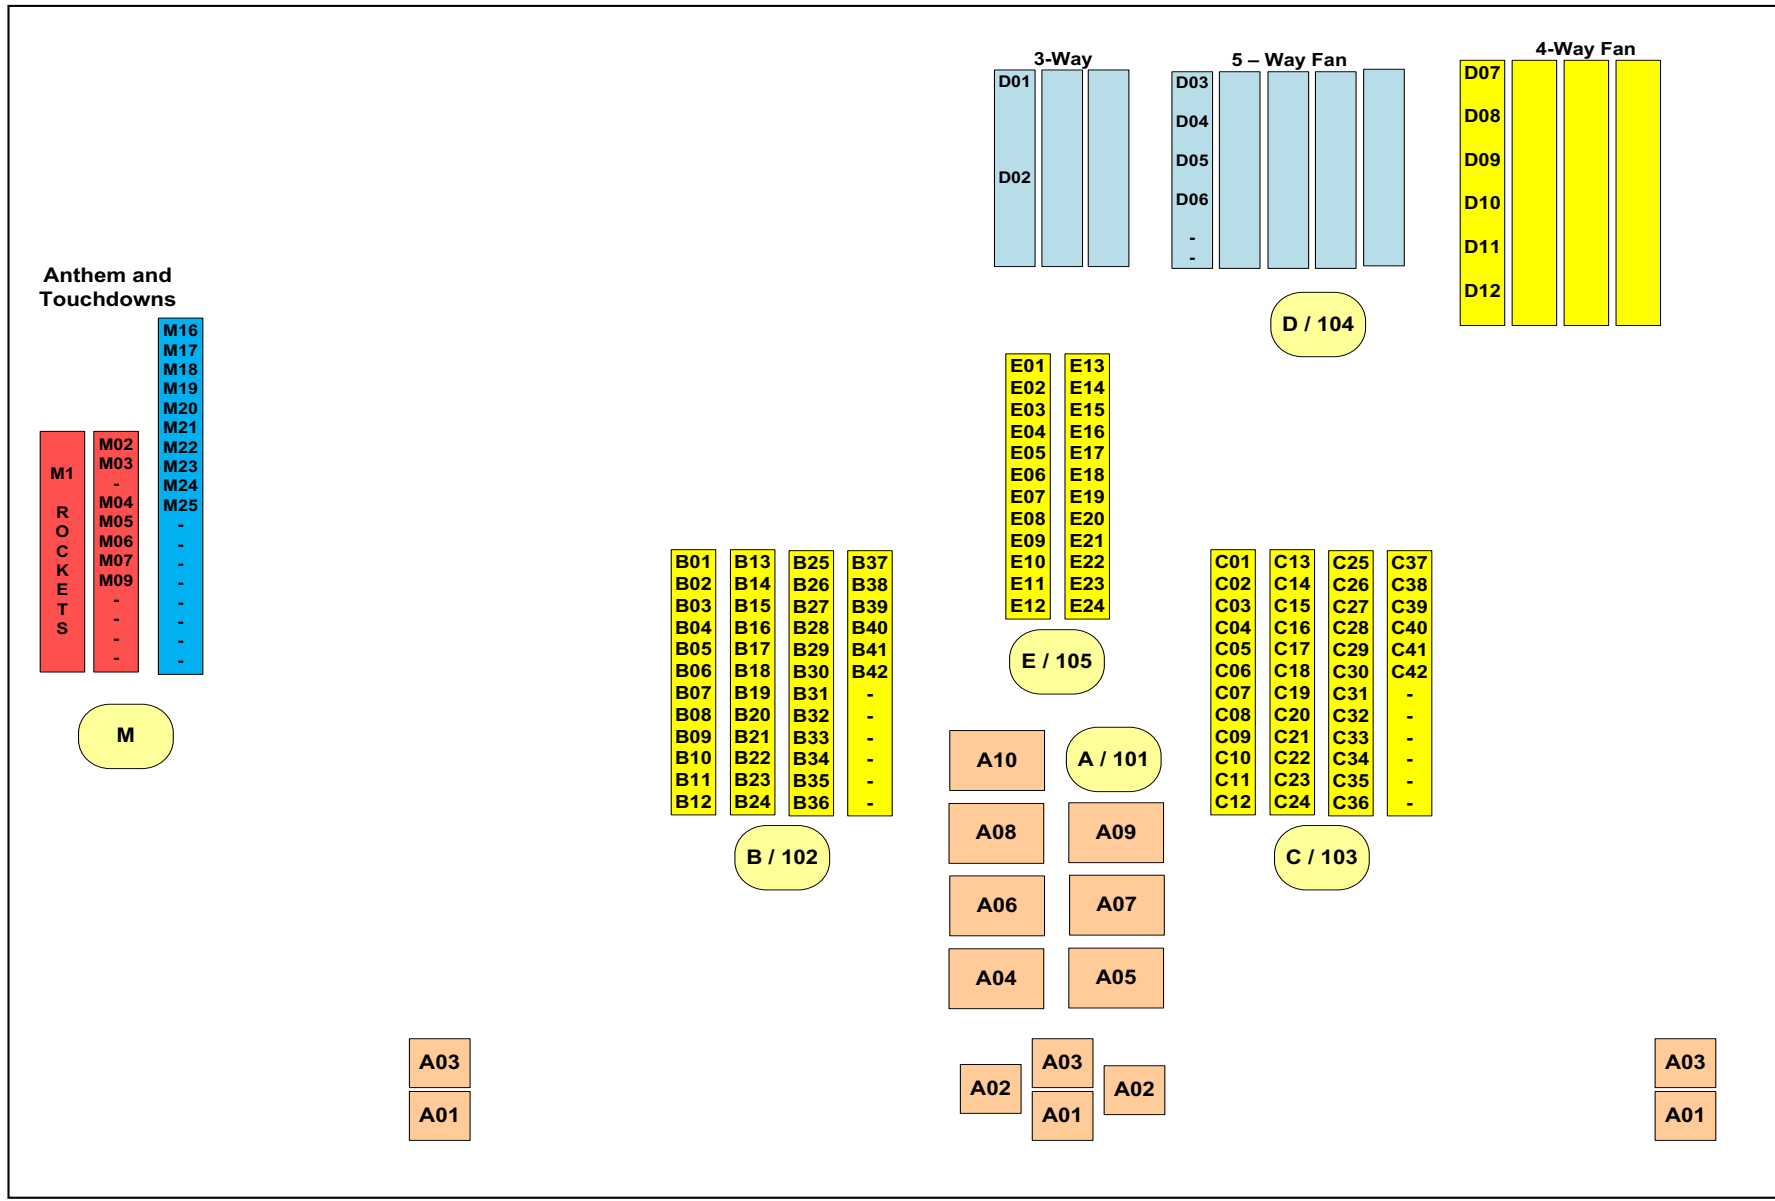 3-Way
5 – Way Fan
4-Way Fan
D01
D02
D03
D04
D05
D06
-
-
D07
D08
D09
D10
D11
D12
D / 104
Anthem and
Touchdowns
M1
R
O
C
K
E
T
S
M02
M03
-
M04
M05
M06
M07
M09
-
-
-
-
M16
M17
M18
M19
M20
M21
M22
M23
M24
M25
-
-
-
-
-
-
-
-
M
E01
E02
E03
E04
E05
E06
E07
E08
E09
E10
E11
E12
E13
E14
E15
E16
E17
E18
E19
E20
E21
E22
E23
E24
E / 105
B01
B02
B03
B04
B05
B06
B07
B08
B09
B10
B11
B12
B13
B14
B15
B16
B17
B18
B19
B20
B21
B22
B23
B24
B25
B26
B27
B28
B29
B30
B31
B32
B33
B34
B35
B36
B37
B38
B39
B40
B41
B42
-
-
-
-
-
-
B / 102
C01
C02
C03
C04
C05
C06
C07
C08
C09
C10
C11
C12
C13
C14
C15
C16
C17
C18
C19
C20
C21
C22
C23
C24
C25
C26
C27
C28
C29
C30
C31
C32
C33
C34
C35
C36
C37
C38
C39
C40
C41
C42
-
-
-
-
-
-
C / 103
A10
A / 101
A08
A09
A06
A07
A04
A05
A03
A01
A02
A03
A01
A02
A03
A01